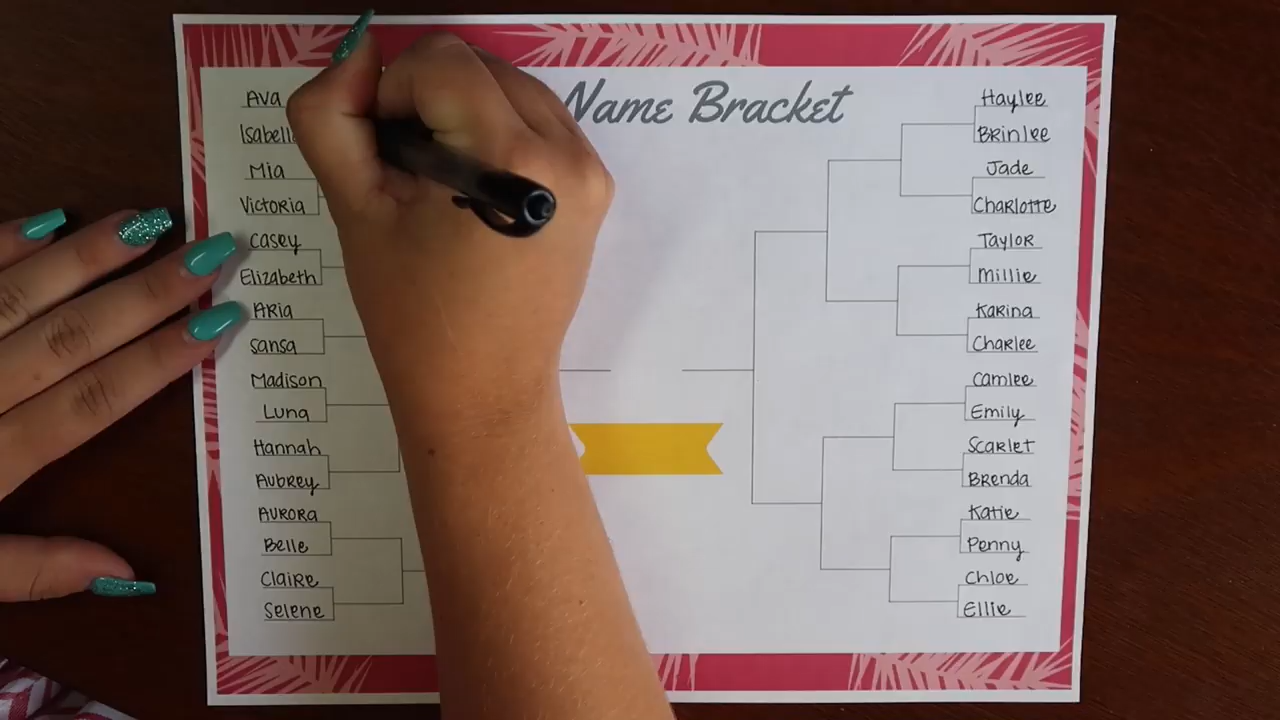 Name Bracket
Ava
Isabell
Mia
Victoria
Casey
Elizabeth
Aria
Sansa
Madison
Luna
Hannah
Aubrey
Aurora
Belle
Claire
Selene
Haylee
Brinlee
Jade
Charlotte
Taylor
Millie
Karina
Charlee
Camlee
Emily
Scarlet
Brenda
Katie
Penny
Chloe
Ellie